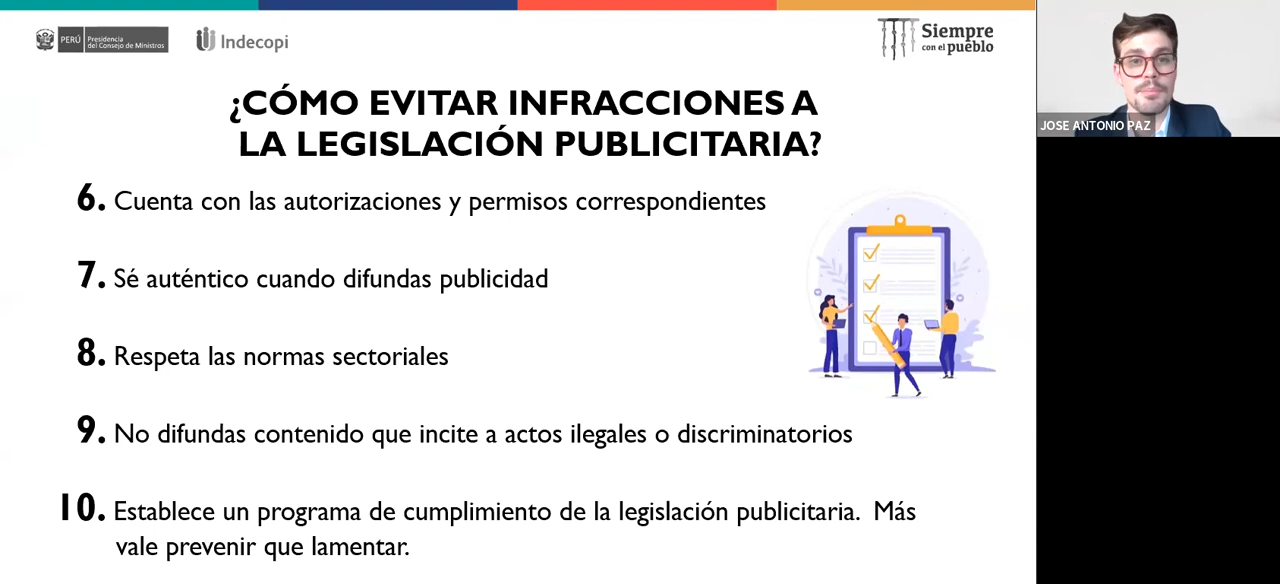 PERÚ
Presidencia
del Consejo de Ministros
Indecopi
Siempre
con el pueblo
JOSE ANTONIO PAZ
¿CÓMO EVITAR INFRACCIONES A
LA LEGISLACIÓN PUBLICITARIA?
6. Cuenta con las autorizaciones y permisos correspondientes
7. Sé auténtico cuando difundas publicidad
8. Respeta las normas sectoriales
9. No difundas contenido que incite a actos ilegales o discriminatorios
10. Establece un programa de cumplimiento de la legislación publicitaria. Más
vale prevenir que lamentar.